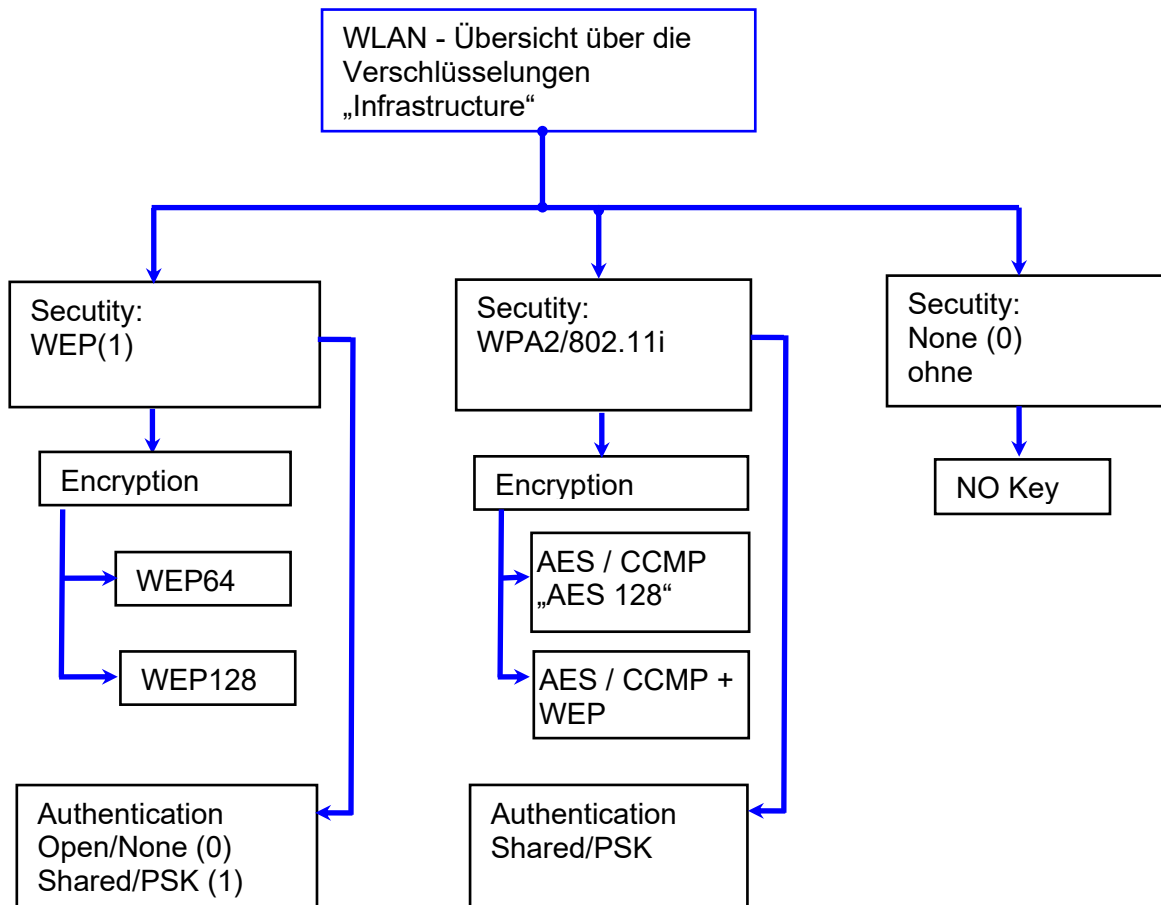 WLAN - Übersicht über die
Verschlüsselungen
„Infrastructure“
Secutity:
WEP(1)
Encryption
WEP64
WEP128
Authentication
Open/None (0)
Shared/PSK (1)
Secutity:
WPA2/802.11i
Encryption
AES / CCMP
„AES 128“
AES / CCMP +
WEP
Authentication
Shared/PSK
Secutity:
None (0)
ohne
NO Key